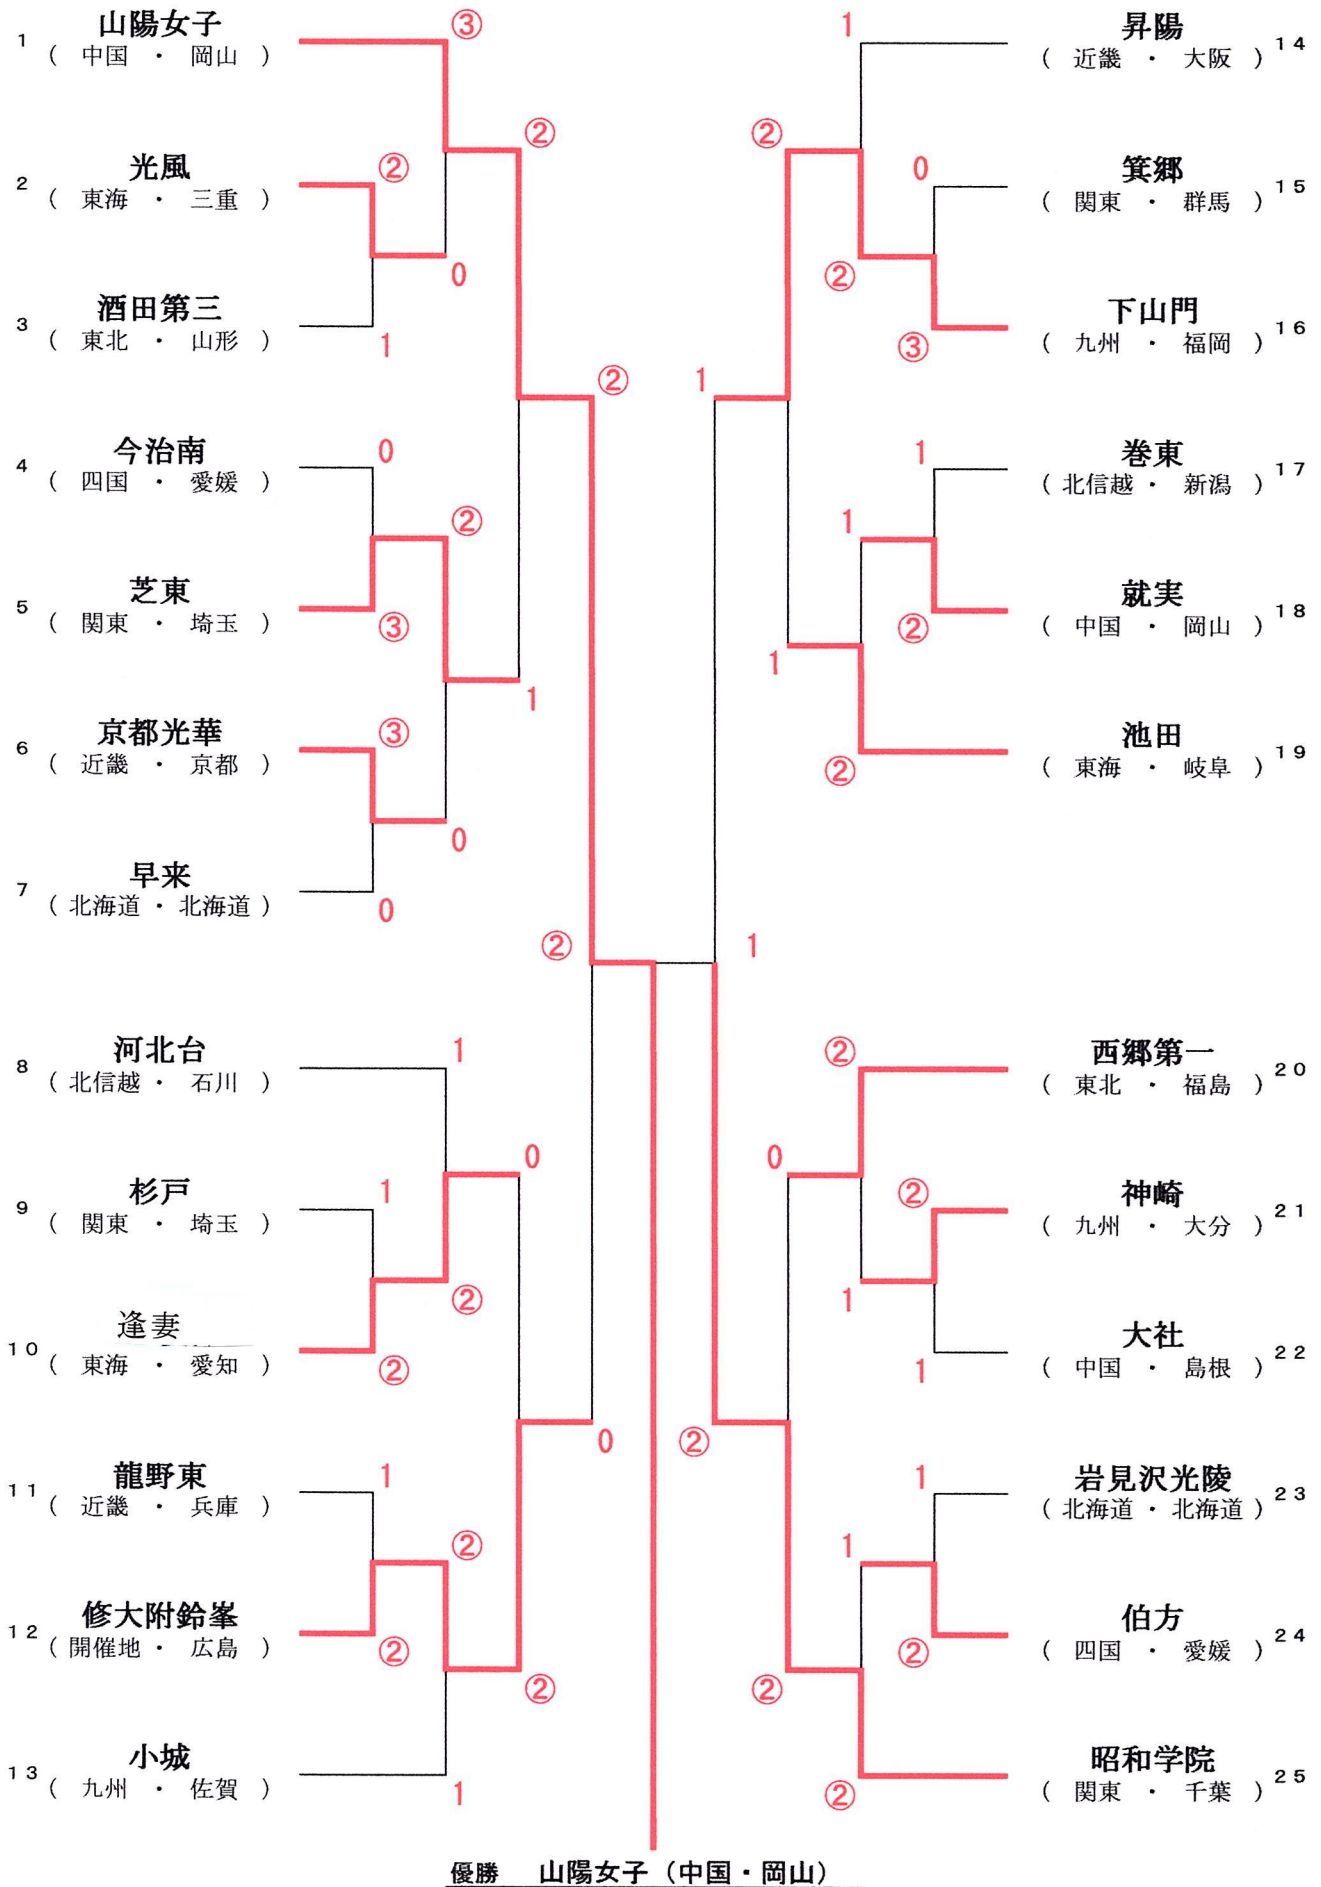 山陽女子
1
( 中国 ・ 岡山 )
③
光風
2
( 東海 ・ 三重 )
②
②
0
酒田第三
3
( 東北 ・ 山形 )
1
②
今治南
4
( 四国 ・ 愛媛 )
0
②
芝東
5
( 関東 ・ 埼玉 )
③
1
京都光華
6
( 近畿 ・ 京都 )
③
0
早来
7
( 北海道 ・ 北海道 )
0
②
河北台
8
( 北信越 ・ 石川 )
1
0
杉戸
9
( 関東 ・ 埼玉 )
1
②
逢妻
10
( 東海 ・ 愛知 )
②
0
龍野東
11
( 近畿 ・ 兵庫 )
1
②
修大附鈴峯
12
( 開催地 ・ 広島 )
②
②
小城
13
( 九州 ・ 佐賀 )
1
1
昇陽
14
( 近畿 ・ 大阪 )
②
0
箕郷
15
( 関東 ・ 群馬 )
②
下山門
16
( 九州 ・ 福岡 )
③
1
1
巻東
17
( 北信越 ・ 新潟 )
1
就実
18
( 中国 ・ 岡山 )
②
1
池田
19
( 東海 ・ 岐阜 )
②
1
②
西郷第一
20
( 東北 ・ 福島 )
0
②
神崎
21
( 九州 ・ 大分 )
1
大社
22
( 中国 ・ 島根 )
1
②
1
岩見沢光陵
23
( 北海道 ・ 北海道 )
1
伯方
24
( 四国 ・ 愛媛 )
②
②
昭和学院
25
( 関東 ・ 千葉 )
②
優勝 山陽女子（中国・岡山）